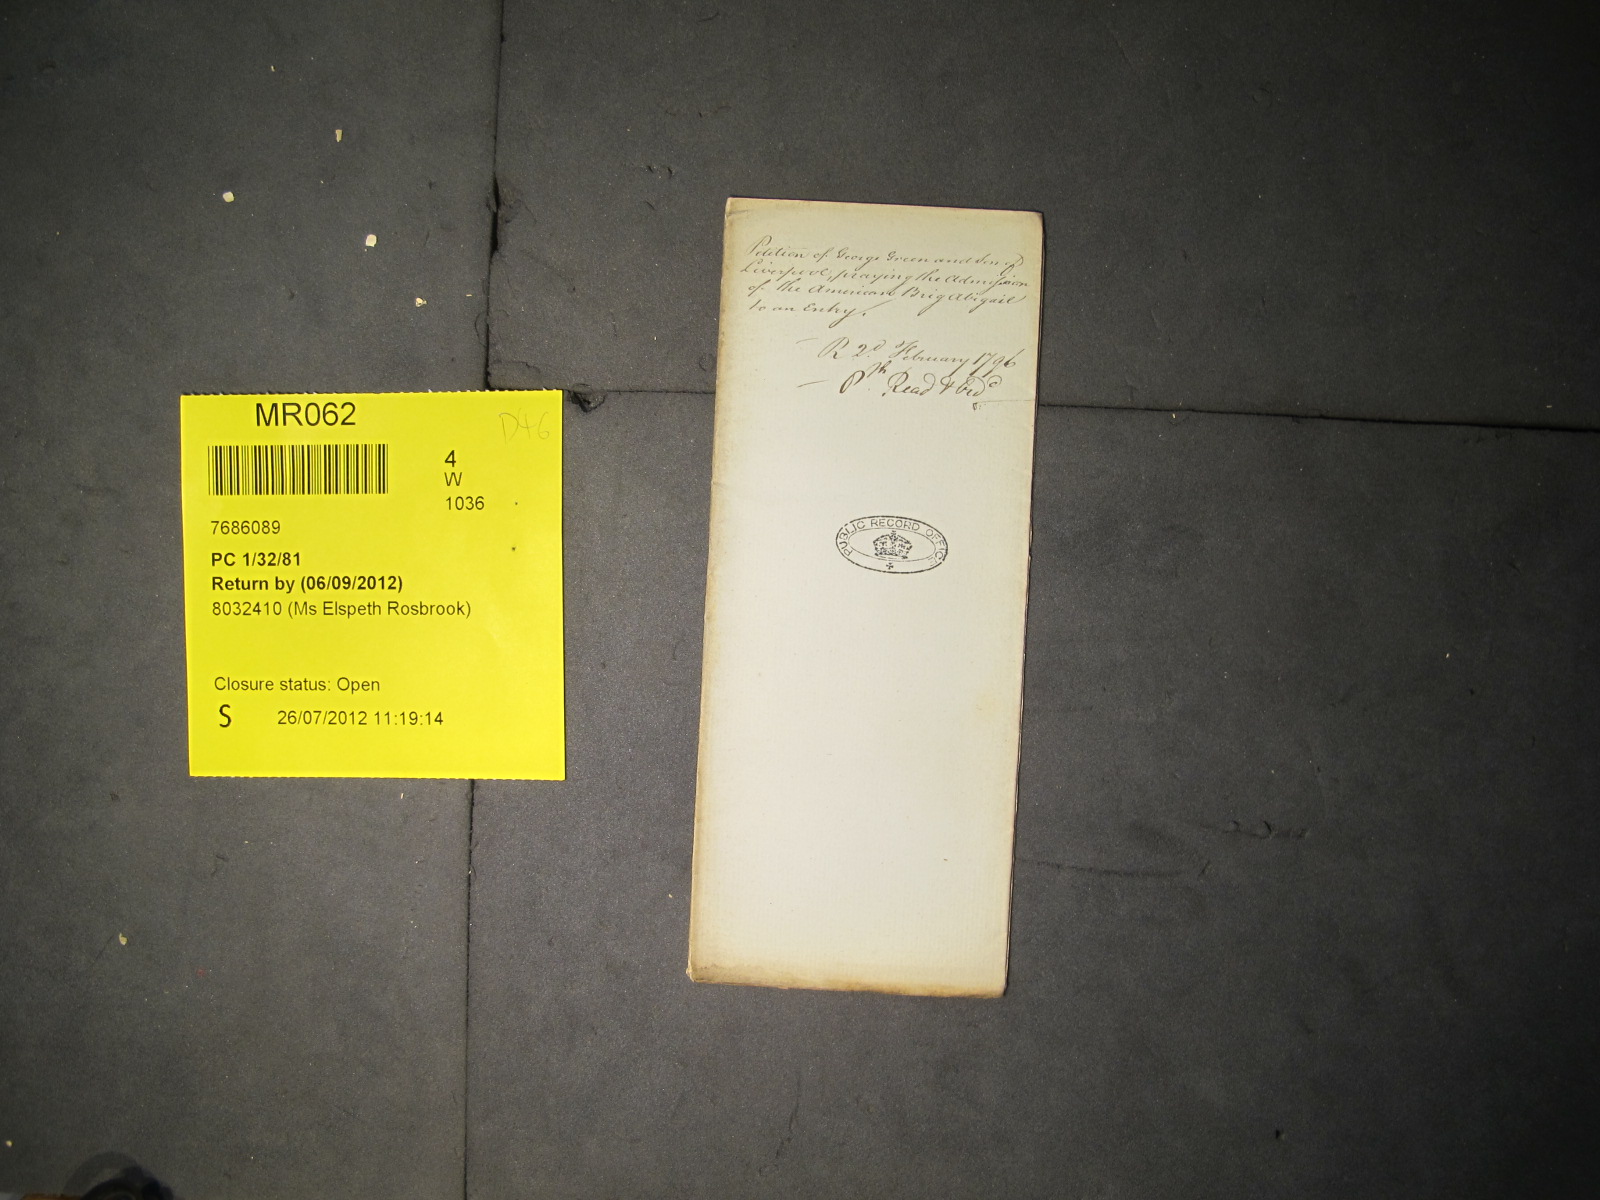 MR062
D46
4
W
1036
7686089
PC 1/32/81
Return by (06/09/2012)
8032410 (Ms Elspeth Rosbrook)
Closure status: Open
S 26/07/2012 11:19:14
Petition of George Green and Son of
Liverpool, praying the Admission
of the American Brig Abigail
to an Entry.
R 2d. February 1796
Read & Ord
PUBLIC RECORD OFFICE